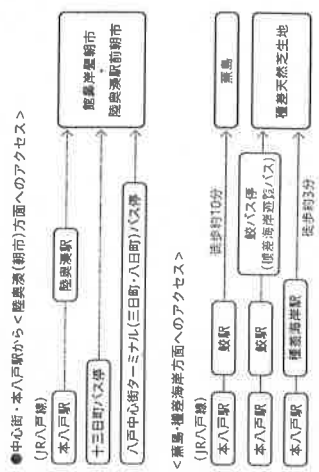 ●中心街・本八戸駅から<陸奥湊(朝市)方面へのアクセス>
(JR八戸線)
本八戸駅
陸奥湊駅
十三日町バス停
八戸中心街ターミナル(三日町・八日町)バス停
館鼻岸壁朝市
・
陸奥湊駅前朝市
<蕪島・種差海岸方面へのアクセス>
(JR八戸線)
本八戸駅
鮫駅
徒歩約10分
蕪島
本八戸駅
鮫駅
鮫バス停
(種差海岸遊覧バス)
本八戸駅
種差海岸駅
徒歩約3分
種差天然芝生地